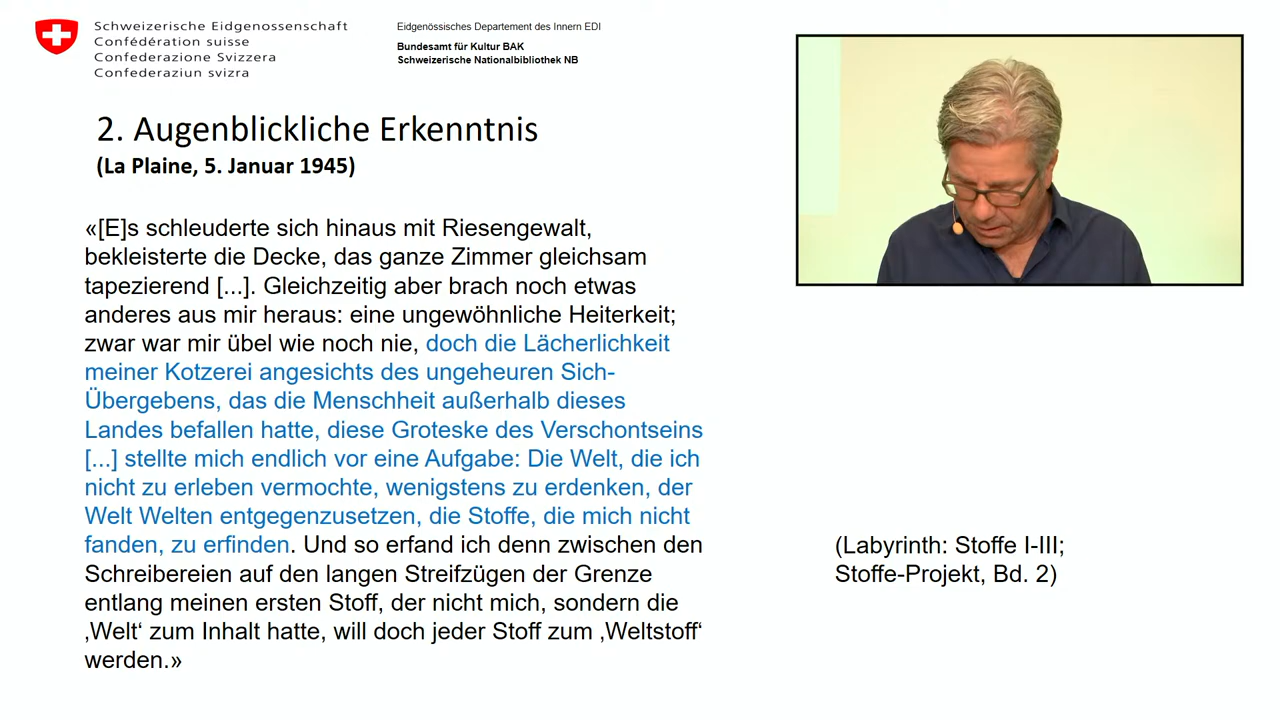 Schweizerische Eidgenossenschaft
Confédération suisse
Confederazione Svizzera
Confederaziun svizra
Eidgenössisches Departement des Innern EDI
Bundesamt für Kultur BAK
Schweizerische Nationalbibliothek NB
2. Augenblickliche Erkenntnis
(La Plaine, 5. Januar 1945)
«[E]s schleuderte sich hinaus mit Riesengewalt,
bekleisterte die Decke, das ganze Zimmer gleichsam
tapezierend [...]. Gleichzeitig aber brach noch etwas
anderes aus mir heraus: eine ungewöhnliche Heiterkeit;
zwar war mir übel wie noch nie, doch die Lächerlichkeit
meiner Kotzerei angesichts des ungeheuren Sich-
Übergebens, das die Menschheit außerhalb dieses
Landes befallen hatte, diese Groteske des Verschontseins
[...] stellte mich endlich vor eine Aufgabe: Die Welt, die ich
nicht zu erleben vermochte, wenigstens zu erdenken, der
Welt Welten entgegenzusetzen, die Stoffe, die mich nicht
fanden, zu erfinden. Und so erfand ich denn zwischen den
Schreibereien auf den langen Streifzügen der Grenze
entlang meinen ersten Stoff, der nicht mich, sondern die
‚Welt‘ zum Inhalt hatte, will doch jeder Stoff zum ‚Weltstoff‘
werden.»
(Labyrinth: Stoffe I-III;
Stoffe-Projekt, Bd. 2)